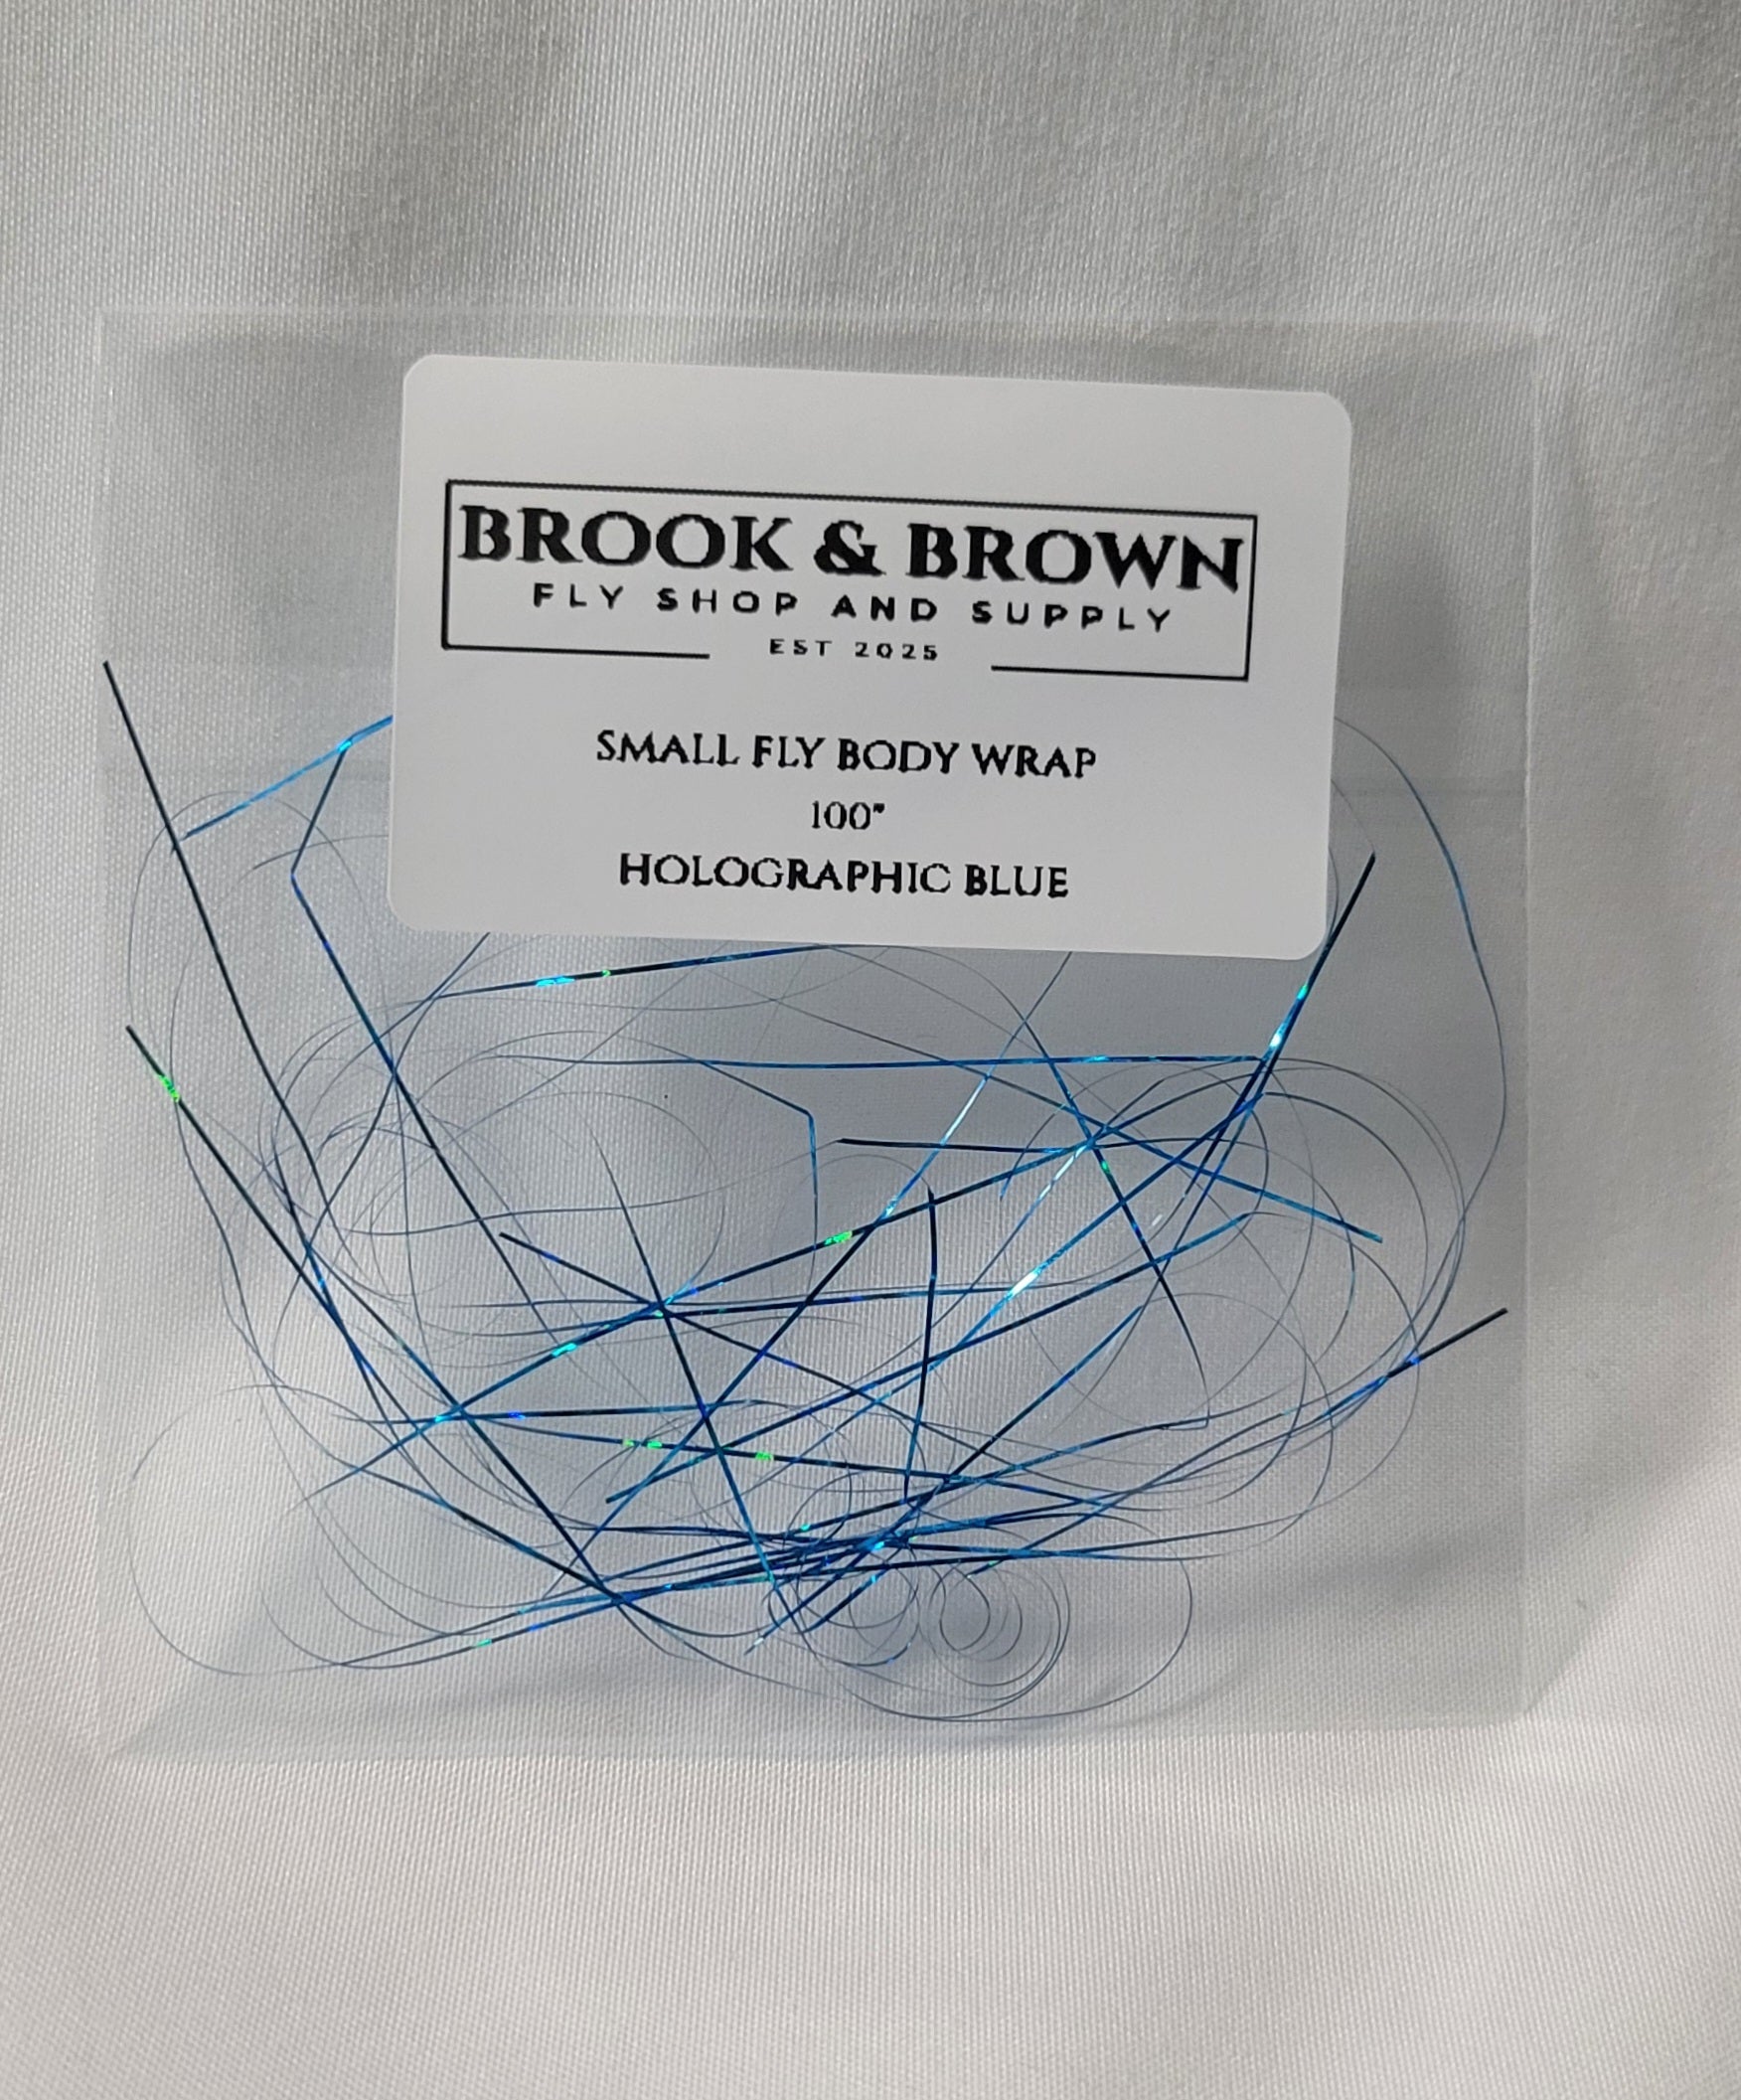 BROOK & BROWN
FLY SHOP AND SUPPLY
EST 2025
SMALL FLY BODY WRAP
100"
HOLOGRAPHIC BLUE